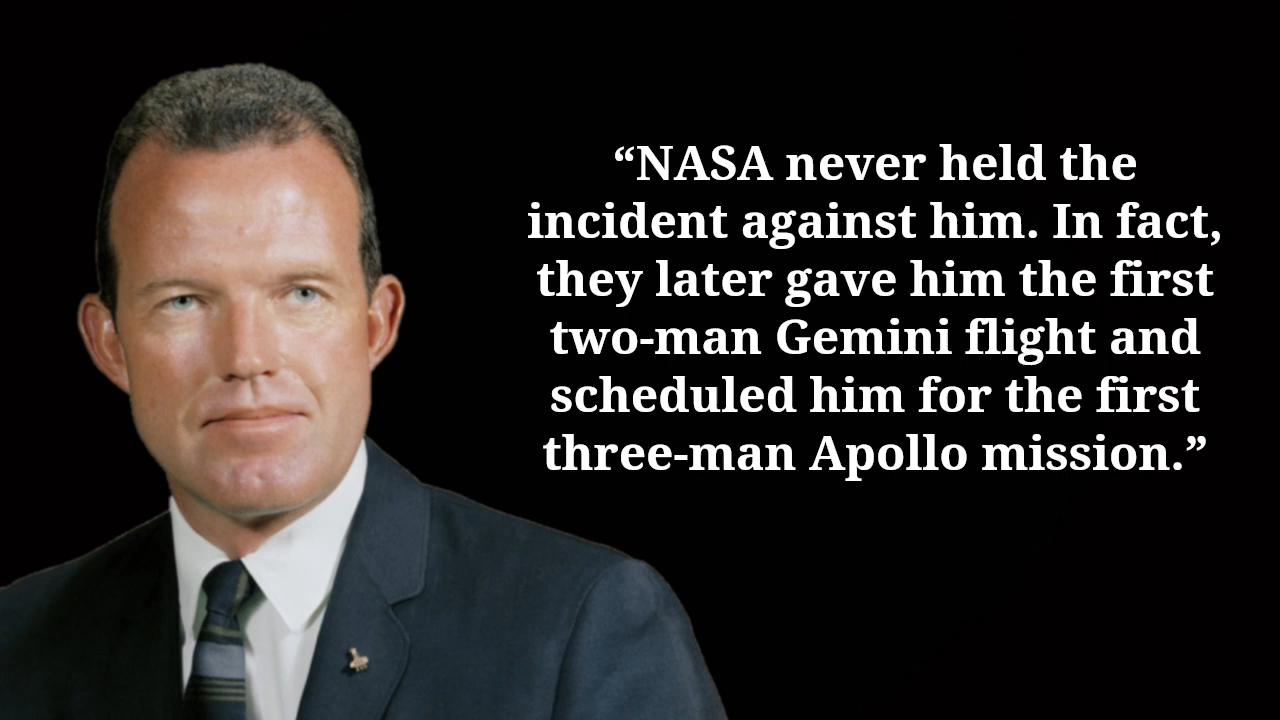 “NASA never held the
incident against him. In fact,
they later gave him the first
two-man Gemini flight and
scheduled him for the first
three-man Apollo mission.”